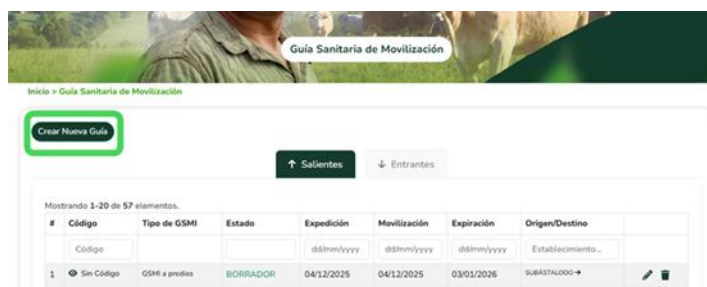 Guía Sanitaria de Movilización
Inicio > Guía Sanitaria de Movilización
Crear Nueva Guía
↑ Salientes ↓ Entrantes
Mostrando 1-20 de 57 elementos.
# Código Tipo de GSMI Estado Expedición Movilización Expiración Origen/Destino
Código dd/mm/yyyy dd/mm/yyyy dd/mm/yyyy Establecimiento...
1 Sin Código GSMI a predios BORRADOR 04/12/2025 04/12/2025 03/01/2026 SUBÁSTALOOO →